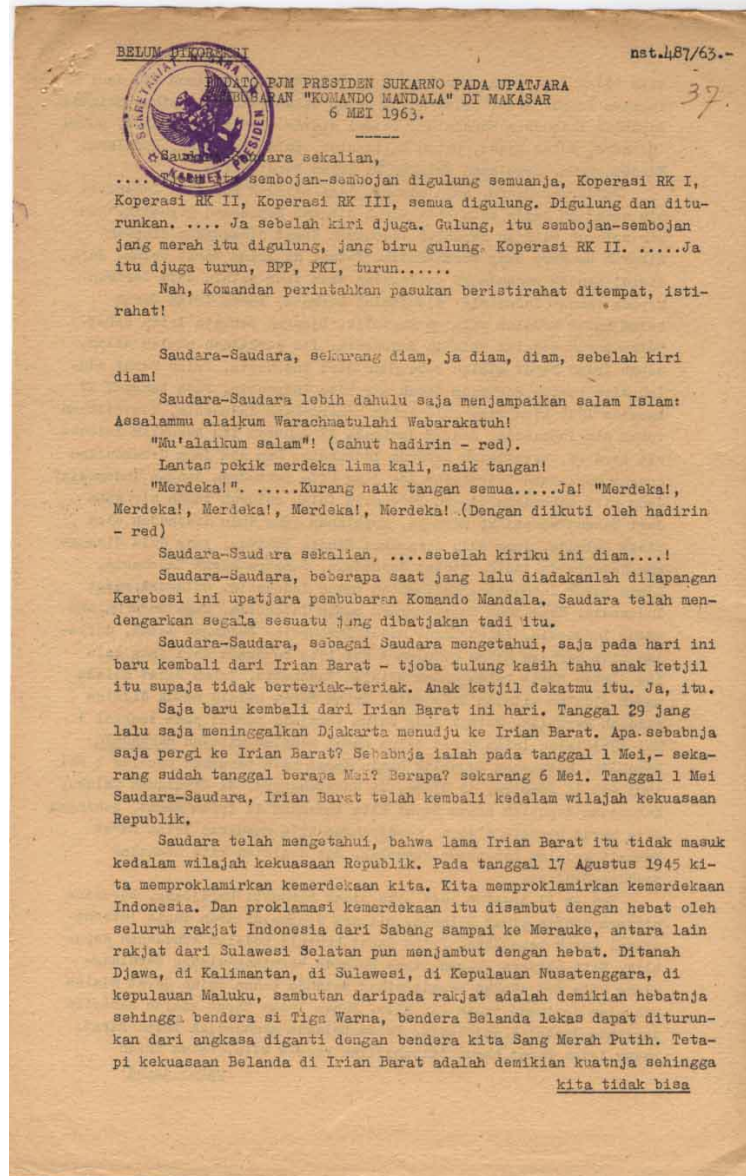 BELUM DIKOREKSI
nst.487/63.-
37.
PIDATO PJM PRESIDEN SUKARNO PADA UPATJARA
PEMBUBARAN "KOMANDO MANDALA" DI MAKASAR
6 MEI 1963.
SEKRETARIAT NEGARA
KABINET PRESIDEN
Saudara-Saudara sekalian,
sembojan-sembojan digulung semuanja, Koperasi RK I,
Koperasi RK II, Koperasi RK III, semua digulung. Digulung dan ditu-
runkan. .... Ja sebelah kiri djuga. Gulung, itu sembojan-sembojan
jang merah itu digulung, jang biru gulung. Koperasi RK II. .....Ja
itu djuga turun, BPP, PKI, turun......
Nah, Komandan perintahkan pasukan beristirahat ditempat, isti-
rahat!
Saudara-Saudara, sekarang diam, ja diam, diam, sebelah kiri
diam!
Saudara-Saudara lebih dahulu saja menjampaikan salam Islam:
Assalammu alaikum Warachmatulahi Wabarakatuh!
"Mu'alaikum salam"! (sahut hadirin - red).
Lantas pekik merdeka lima kali, naik tangan!
"Merdeka!". .....Kurang naik tangan semua.....Ja! "Merdeka!,
Merdeka!, Merdeka!, Merdeka!, Merdeka! (Dengan diikuti oleh hadirin
- red)
Saudara-Saudara sekalian, ....sebelah kiriku ini diam....!
Saudara-Saudara, beberapa saat jang lalu diadakanlah dilapangan
Karebosi ini upatjara pembubaran Komando Mandala. Saudara telah men-
dengarkan segala sesuatu jang dibatjakan tadi itu.
Saudara-Saudara, sebagai Saudara mengetahui, saja pada hari ini
baru kembali dari Irian Barat - tjoba tulung kasih tahu anak ketjil
itu supaja tidak berteriak-teriak. Anak ketjil dekatmu itu. Ja, itu.
Saja baru kembali dari Irian Barat ini hari. Tanggal 29 jang
lalu saja meninggalkan Djakarta menudju ke Irian Barat. Apa sebabnja
saja pergi ke Irian Barat? Sebabnja ialah pada tanggal 1 Mei,- seka-
rang sudah tanggal berapa Mei? Berapa? sekarang 6 Mei. Tanggal 1 Mei
Saudara-Saudara, Irian Barat telah kembali kedalam wilajah kekuasaan
Republik.
Saudara telah mengetahui, bahwa lama Irian Barat itu tidak masuk
kedalam wilajah kekuasaan Republik. Pada tanggal 17 Agustus 1945 ki-
ta memproklamirkan kemerdekaan kita. Kita memproklamirkan kemerdekaan
Indonesia. Dan proklamasi kemerdekaan itu disambut dengan hebat oleh
seluruh rakjat Indonesia dari Sabang sampai ke Merauke, antara lain
rakjat dari Sulawesi Selatan pun menjambut dengan hebat. Ditanah
Djawa, di Kalimantan, di Sulawesi, di Kepulauan Nusatenggara, di
kepulauan Maluku, sambutan daripada rakjat adalah demikian hebatnja
sehingga bendera si Tiga Warna, bendera Belanda lekas dapat diturun-
kan dari angkasa diganti dengan bendera kita Sang Merah Putih. Teta-
pi kekuasaan Belanda di Irian Barat adalah demikian kuatnja sehingga
kita tidak bisa